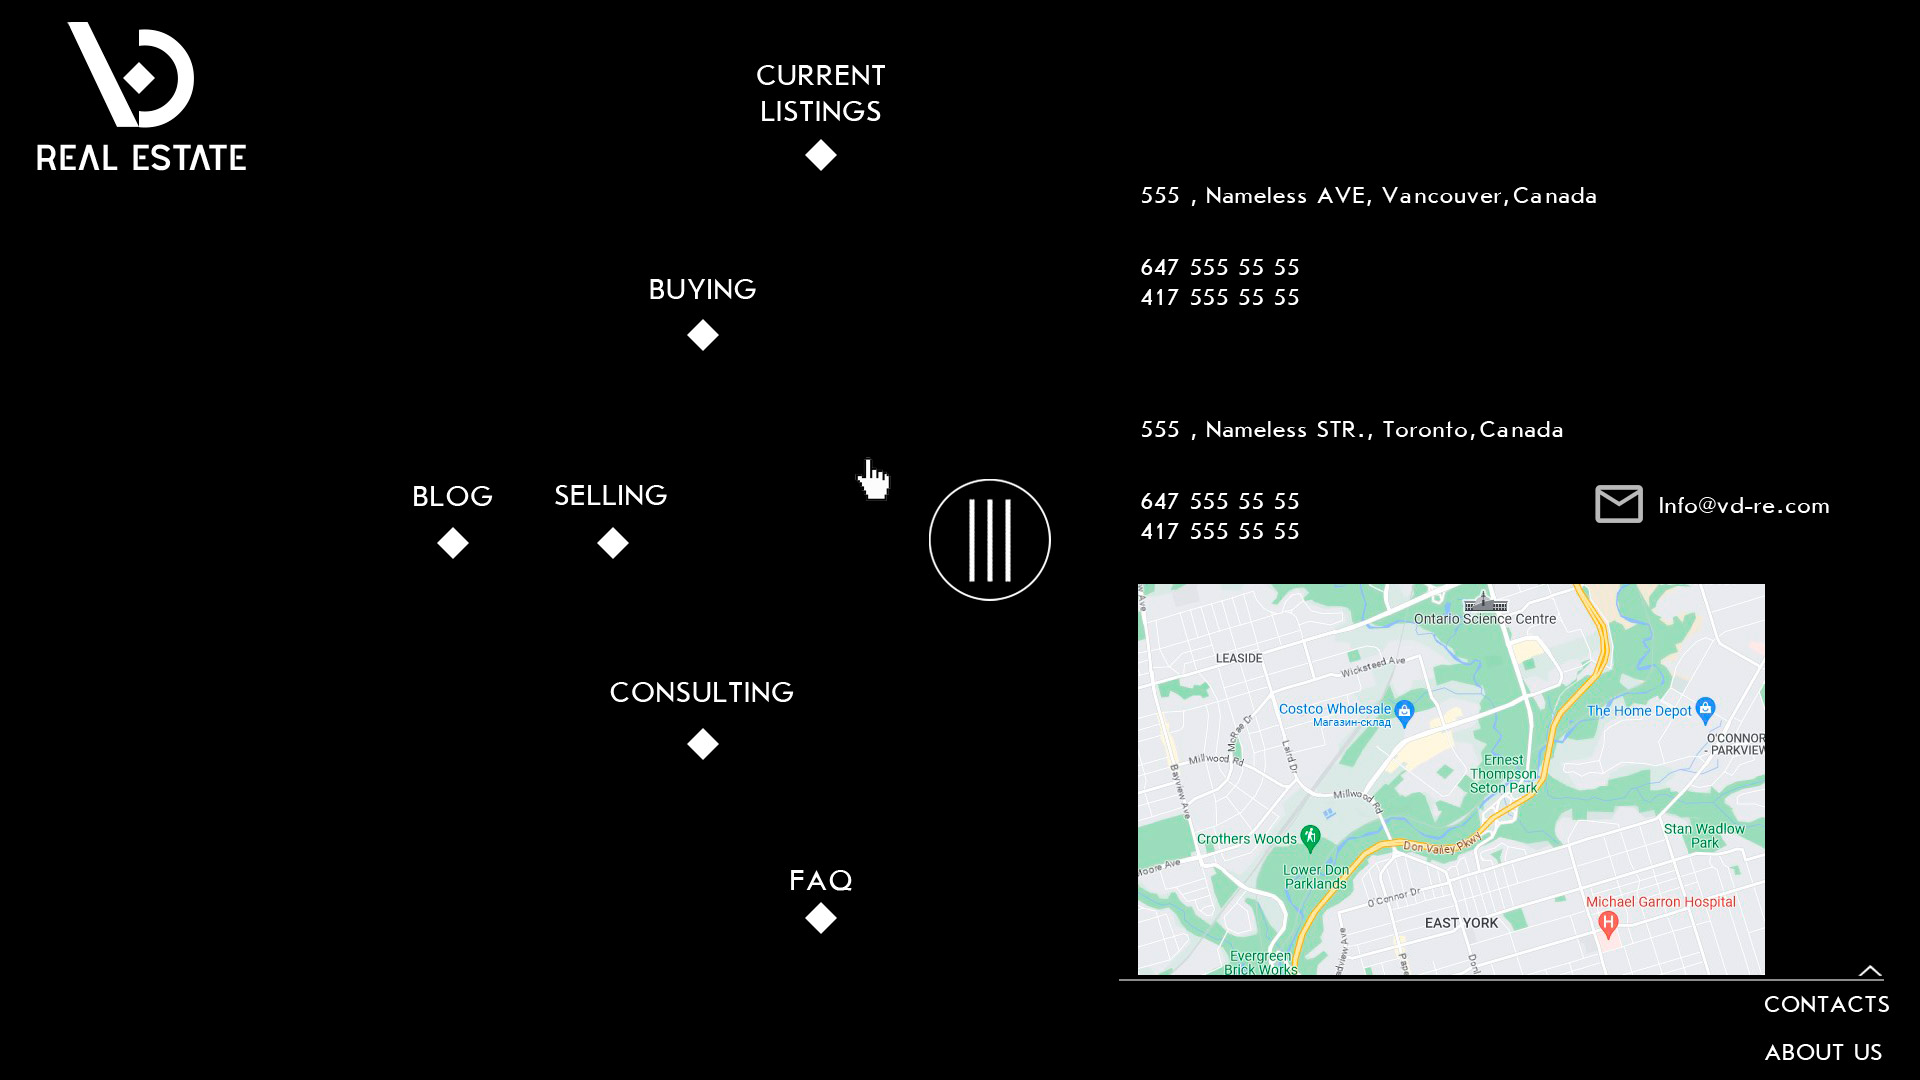 REAL ESTATE
CURRENT
LISTINGS
BUYING
BLOG
SELLING
CONSULTING
FAQ
555 , Nameless AVE, Vancouver,Canada
647 555 55 55
417 555 55 55
555 , Nameless STR., Toronto,Canada
647 555 55 55
417 555 55 55
Info@vd-re.com
Ontario Science Centre
LEASIDE
Wicksteed Ave
Costco Wholesale
Магазин-склад
The Home Depot
O'CONNOR
- PARKVIEW
McRae Dr
Laird Dr
Millwood Rd
Bayview Ave
Ernest
Thompson
Seton Park
Millwood Rd
Crothers Woods
Don Valley Pkwy
Stan Wadlow
Park
Moore Ave
Lower Don
Parklands
O'Connor Dr
Michael Garron Hospital
EAST YORK
Evergreen
Brick Works
CONTACTS
ABOUT US